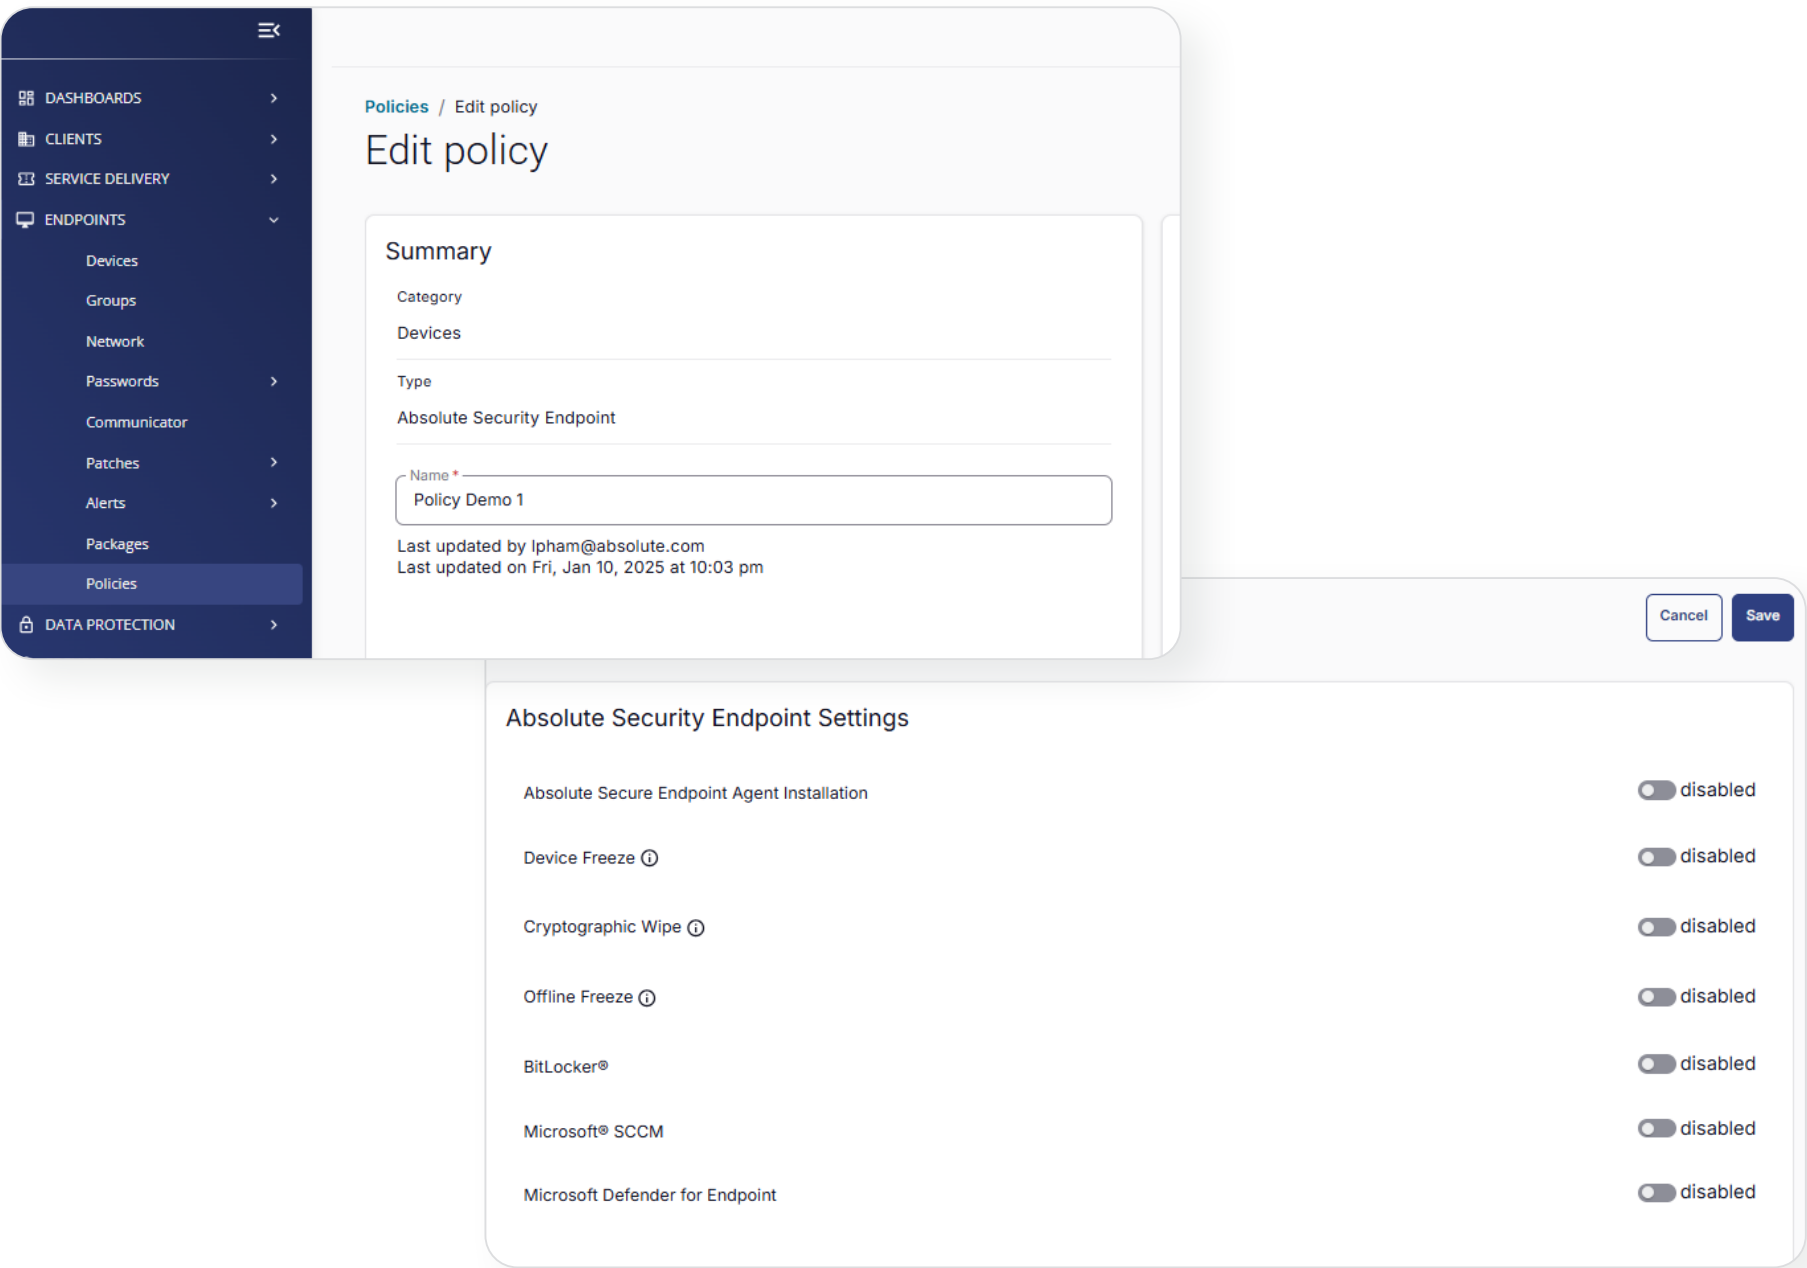 DASHBOARDS
CLIENTS
SERVICE DELIVERY
ENDPOINTS
Devices
Groups
Network
Passwords
Communicator
Patches
Alerts
Packages
Policies
DATA PROTECTION
Policies / Edit policy
Edit policy
Summary
Category
Devices
Type
Absolute Security Endpoint
Name *
Policy Demo 1
Last updated by lpham@absolute.com
Last updated on Fri, Jan 10, 2025 at 10:03 pm
Cancel
Save
Absolute Security Endpoint Settings
Absolute Secure Endpoint Agent Installation disabled
Device Freeze disabled
Cryptographic Wipe disabled
Offline Freeze disabled
BitLocker® disabled
Microsoft® SCCM disabled
Microsoft Defender for Endpoint disabled